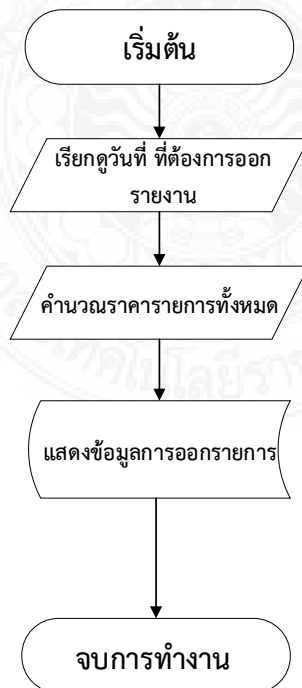 เริ่มต้น
เรียกดูวันที่ ที่ต้องการออก
รายงาน
คำนวณราคารายการทั้งหมด
แสดงข้อมูลการออกรายการ
จบการทำงาน